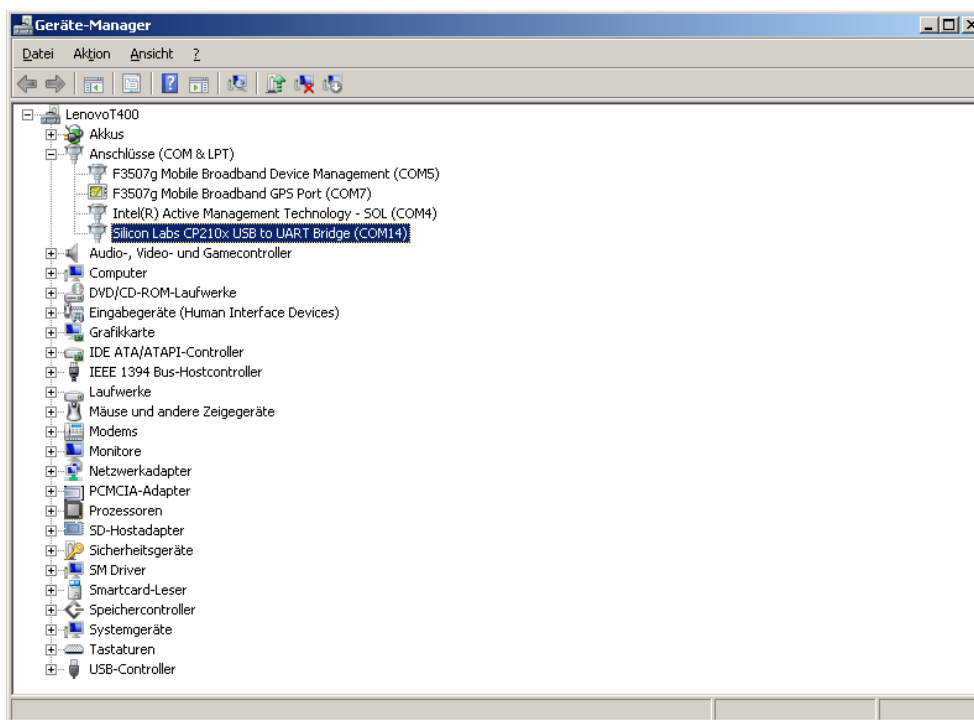 Geräte-Manager
Datei Aktion Ansicht ?
LenovoT400
Akkus
Anschlüsse (COM & LPT)
F3507g Mobile Broadband Device Management (COM5)
F3507g Mobile Broadband GPS Port (COM7)
Intel(R) Active Management Technology - SOL (COM4)
Silicon Labs CP210x USB to UART Bridge (COM14)
Audio-, Video- und Gamecontroller
Computer
DVD/CD-ROM-Laufwerke
Eingabegeräte (Human Interface Devices)
Grafikkarte
IDE ATA/ATAPI-Controller
IEEE 1394 Bus-Hostcontroller
Laufwerke
Mäuse und andere Zeigegeräte
Modems
Monitore
Netzwerkadapter
PCMCIA-Adapter
Prozessoren
SD-Hostadapter
Sicherheitsgeräte
SM Driver
Smartcard-Leser
Speichercontroller
Systemgeräte
Tastaturen
USB-Controller